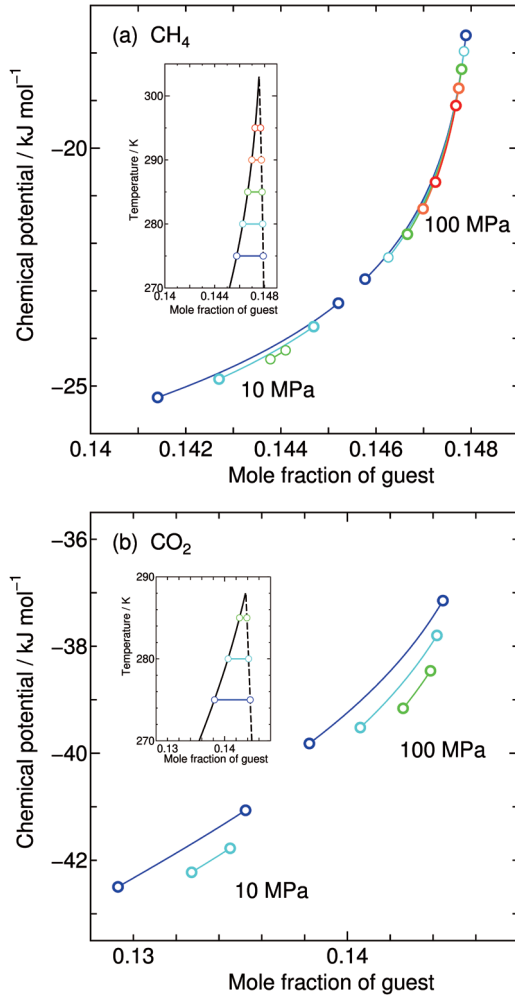 (a) CH4
Chemical potential / kJ mol−1
−20
−25
Temperature / K
300
290
280
270
0.14 0.144 0.148
Mole fraction of guest
100 MPa
10 MPa
0.14 0.142 0.144 0.146 0.148
Mole fraction of guest
(b) CO2
Chemical potential / kJ mol−1
−36
−38
−40
−42
Temperature / K
290
280
270
0.13 0.14
Mole fraction of guest
100 MPa
10 MPa
0.13 0.14
Mole fraction of guest